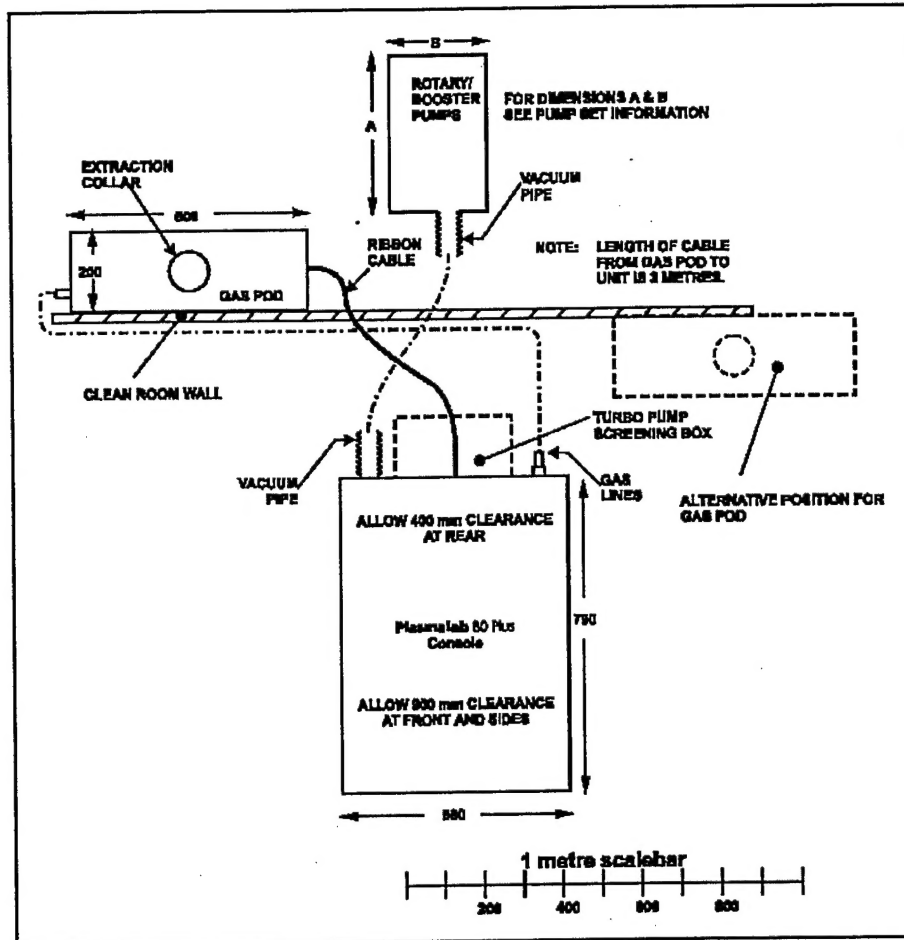 B
ROTARY/
BOOSTER
PUMPS
A
FOR DIMENSIONS A & B
SEE PUMP SET INFORMATION
EXTRACTION
COLLAR
VACUUM
PIPE
RIBBON
CABLE
NOTE: LENGTH OF CABLE
FROM GAS POD TO
UNIT IS 3 METRES.
200
GAS POD
CLEAN ROOM WALL
TURBO PUMP
SCREENING BOX
VACUUM
PIPE
GAS
LINES
ALTERNATIVE POSITION FOR
GAS POD
ALLOW 400 mm CLEARANCE
AT REAR
Plasmalab 80 Plus
Console
ALLOW 900 mm CLEARANCE
AT FRONT AND SIDES
1 metre scalebar
200 400 600 800